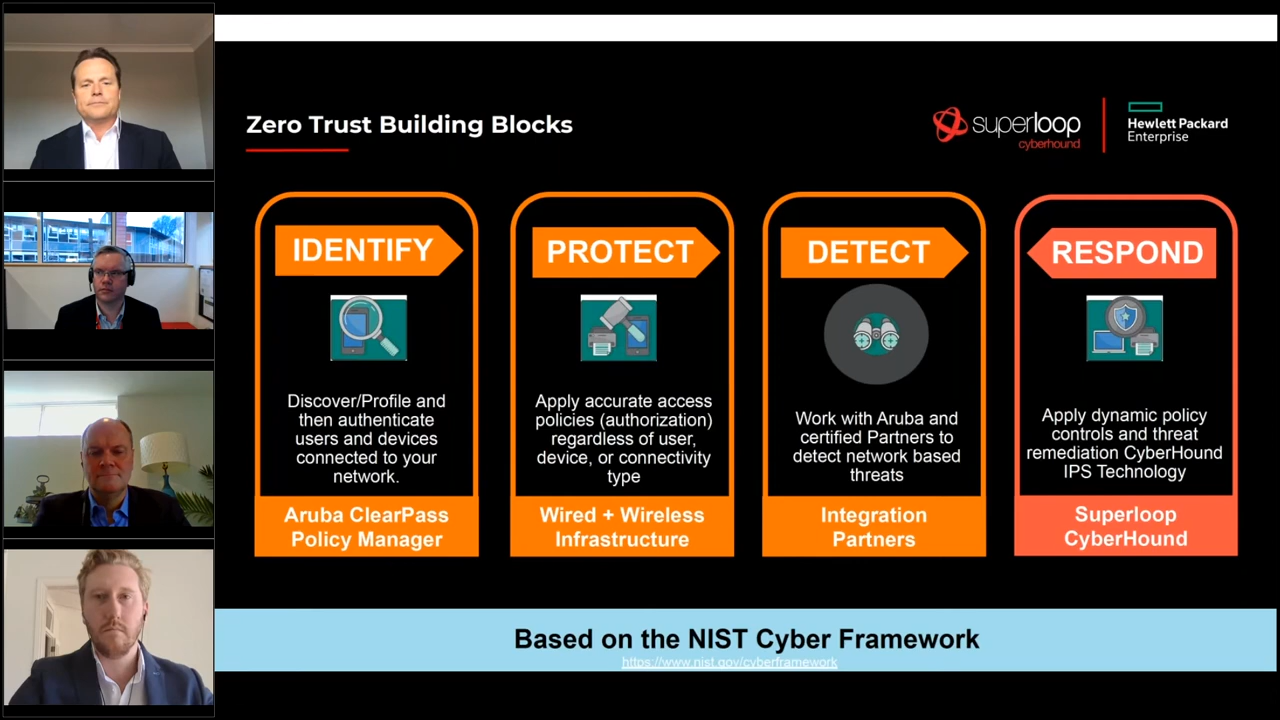 Zero Trust Building Blocks
superloop
cyberhound
Hewlett Packard
Enterprise
IDENTIFY
Discover/Profile and
then authenticate
users and devices
connected to your
network.
Aruba ClearPass
Policy Manager
PROTECT
Apply accurate access
policies (authorization)
regardless of user,
device, or connectivity
type
Wired + Wireless
Infrastructure
DETECT
Work with Aruba and
certified Partners to
detect network based
threats
Integration
Partners
RESPOND
Apply dynamic policy
controls and threat
remediation CyberHound
IPS Technology
Superloop
CyberHound
Based on the NIST Cyber Framework
https://www.nist.gov/cyberframework